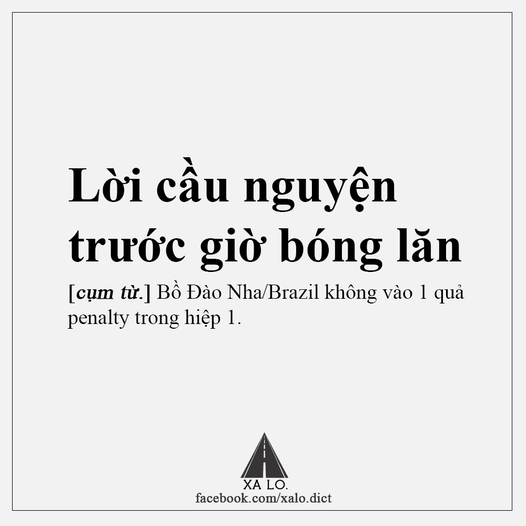 Lời cầu nguyện
trước giờ bóng lăn
[cụm từ.] Bồ Đào Nha/Brazil không vào 1 quả
penalty trong hiệp 1.
XA LO.
facebook.com/xalo.dict